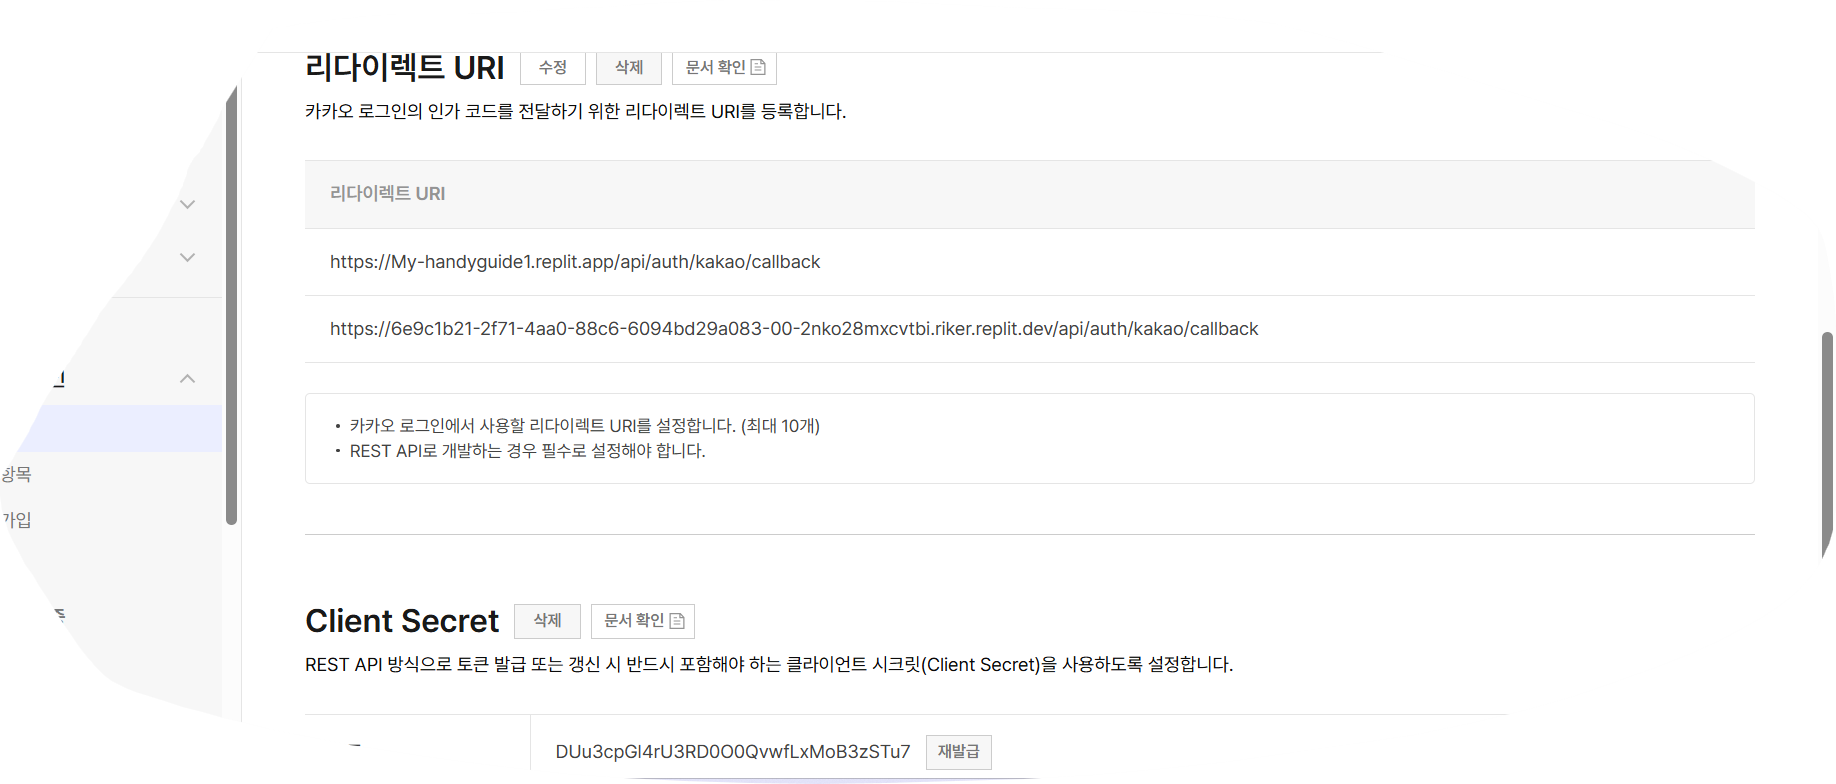 리다이렉트 URI 수정 삭제 문서 확인
카카오 로그인의 인가 코드를 전달하기 위한 리다이렉트 URI를 등록합니다.
리다이렉트 URI
https://My-handyguide1.replit.app/api/auth/kakao/callback
https://6e9c1b21-2f71-4aa0-88c6-6094bd29a083-00-2nko28mxcvtbi.riker.replit.dev/api/auth/kakao/callback
• 카카오 로그인에서 사용할 리다이렉트 URI를 설정합니다. (최대 10개)
• REST API로 개발하는 경우 필수로 설정해야 합니다.
항목
가입
Client Secret 삭제 문서 확인
REST API 방식으로 토큰 발급 또는 갱신 시 반드시 포함해야 하는 클라이언트 시크릿(Client Secret)을 사용하도록 설정합니다.
DUu3cpGl4rU3RD0O0QvwfLxMoB3zSTu7 재발급